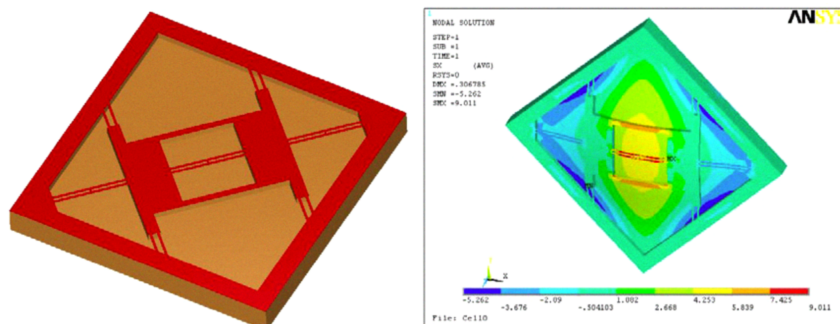 1
NODAL SOLUTION
ANSYS
STEP=1
SUB =1
TIME=1
SX (AVG)
RSYS=0
DMX =.306785
SMN =-5.262
SMX =9.011
MX
Z
X
-5.262
-3.676
-2.09
-.504103
1.082
2.668
4.253
5.839
7.425
9.011
File: Cell0